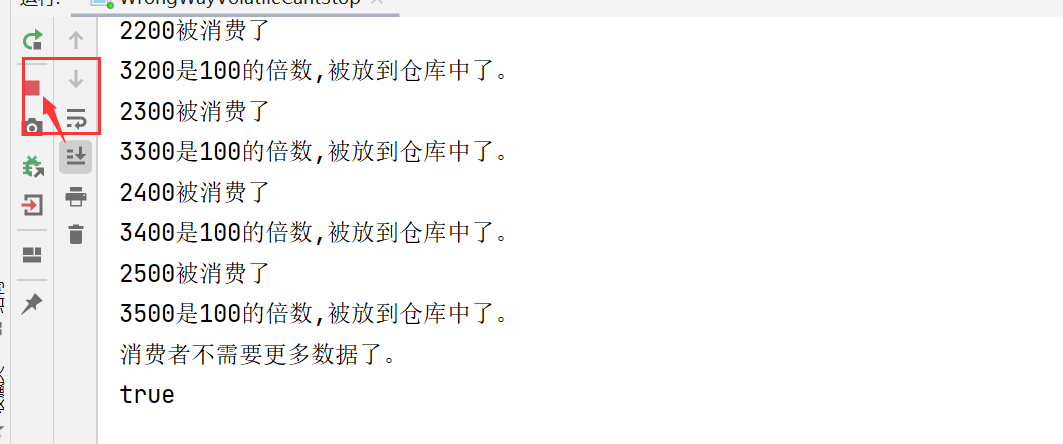 运行:
WrongWayVolatileCantStop
2200被消费了
3200是100的倍数,被放到仓库中了。
2300被消费了
3300是100的倍数,被放到仓库中了。
2400被消费了
3400是100的倍数,被放到仓库中了。
2500被消费了
3500是100的倍数,被放到仓库中了。
消费者不需要更多数据了。
true